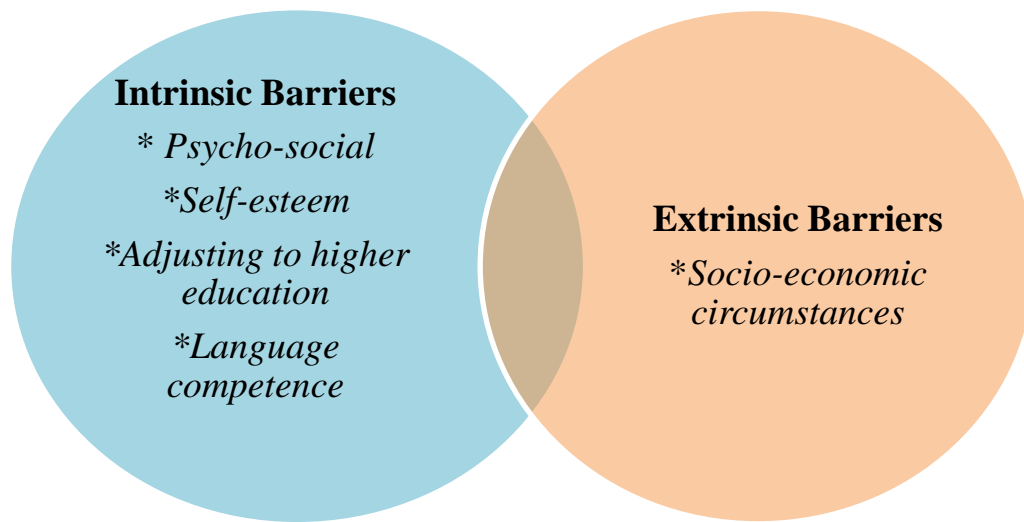 Intrinsic Barriers
* Psycho-social
*Self-esteem
*Adjusting to higher
education
*Language
competence
Extrinsic Barriers
*Socio-economic
circumstances